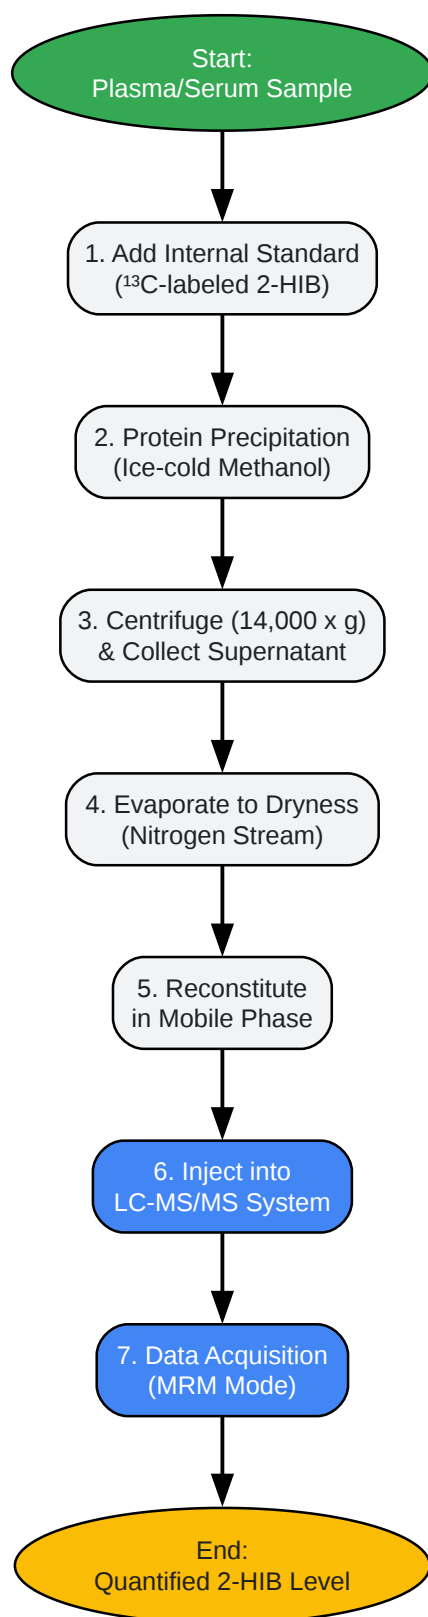 Start:
Plasma/Serum Sample
1. Add Internal Standard
(¹³C-labeled 2-HIB)
2. Protein Precipitation
(Ice-cold Methanol)
3. Centrifuge (14,000 x g)
& Collect Supernatant
4. Evaporate to Dryness
(Nitrogen Stream)
5. Reconstitute
in Mobile Phase
6. Inject into
LC-MS/MS System
7. Data Acquisition
(MRM Mode)
End:
Quantified 2-HIB Level